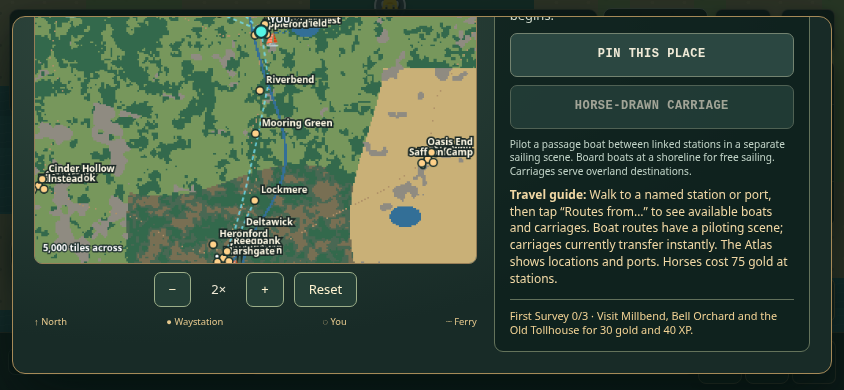 YOU
Appleford
Riverbend
Mooring Green
Oasis End
Saffron Camp
Cinder Hollow
Lockmere
Deltawick
Heronford
Reedbank
5,000 tiles across
−
2×
+
Reset
↑ North
● Waystation
○ You
┄ Ferry
begins.
PIN THIS PLACE
HORSE-DRAWN CARRIAGE
Pilot a passage boat between linked stations in a separate
sailing scene. Board boats at a shoreline for free sailing.
Carriages serve overland destinations.
Travel guide: Walk to a named station or port,
then tap “Routes from…” to see available boats
and carriages. Boat routes have a piloting scene;
carriages currently transfer instantly. The Atlas
shows locations and ports. Horses cost 75 gold at
stations.
First Survey 0/3 · Visit Millbend, Bell Orchard and the
Old Tollhouse for 30 gold and 40 XP.